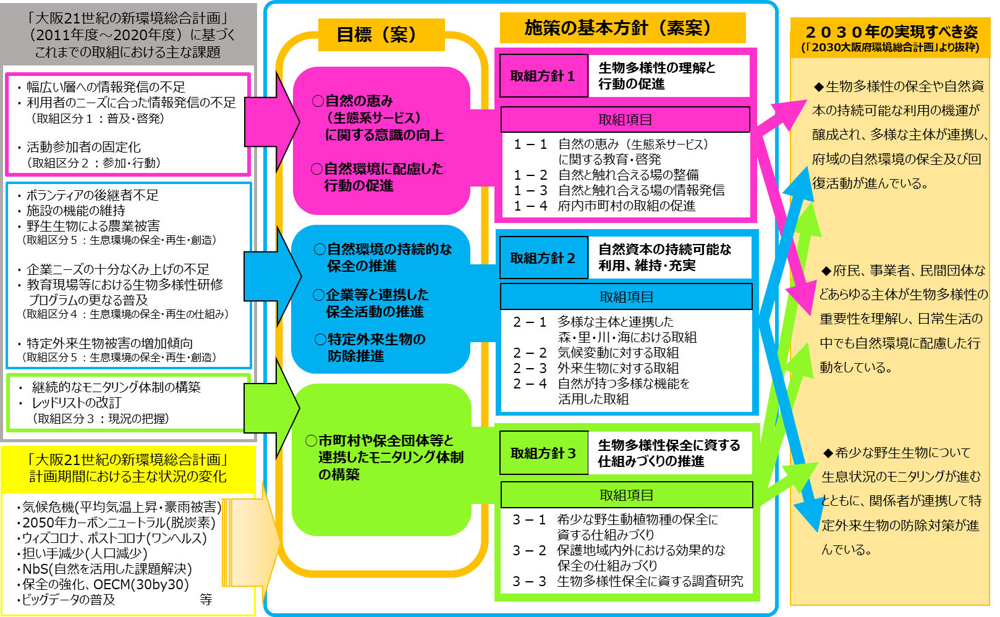 「大阪21世紀の新環境総合計画」
（2011年度～2020年度）に基づく
これまでの取組における主な課題
・幅広い層への情報発信の不足
・利用者のニーズに合った情報発信の不足
（取組区分１：普及・啓発）
・活動参加者の固定化
（取組区分２：参加・行動）
・ボランティアの後継者不足
・施設の機能の維持
・野生生物による農業被害
（取組区分５：生息環境の保全・再生・創造）
・企業ニーズの十分なくみ上げの不足
・教育現場等における生物多様性研修
プログラムの更なる普及
（取組区分４：生息環境の保全・再生の仕組み）
・特定外来生物被害の増加傾向
（取組区分５：生息環境の保全・再生・創造）
・ 継続的なモニタリング体制の構築
・ レッドリストの改訂
（取組区分３：現況の把握）
「大阪21世紀の新環境総合計画」
計画期間における主な状況の変化
・気候危機(平均気温上昇・豪雨被害)
・2050年カーボンニュートラル(脱炭素)
・ウィズコロナ、ポストコロナ(ワンヘルス)
・担い手減少(人口減少)
・NbS(自然を活用した課題解決)
・保全の強化、OECM(30by30)
・ビッグデータの普及　　　　　　等
目標（案）
○自然の恵み
（生態系サービス）
に関する意識の向上
○自然環境に配慮した
行動の促進
○自然環境の持続的な
保全の推進
○企業等と連携した
保全活動の推進
○特定外来生物の
防除推進
○市町村や保全団体等と
連携したモニタリング体制
の構築
施策の基本方針（素案）
取組方針１
生物多様性の理解と
行動の促進
取組項目
１－１ 自然の恵み（生態系サービス）
に関する教育・啓発
１－２ 自然と触れ合える場の整備
１－３ 自然と触れ合える場の情報発信
１－４ 府内市町村の取組の促進
取組方針２
自然資本の持続可能な
利用、維持・充実
取組項目
２－１ 多様な主体と連携した
森・里・川・海における取組
２－２ 気候変動に対する取組
２－３ 外来生物に対する取組
２－４ 自然が持つ多様な機能を
活用した取組
取組方針３
生物多様性保全に資する
仕組みづくりの推進
取組項目
３－１ 希少な野生動植物種の保全に
資する仕組みづくり
３－２ 保護地域内外における効果的な
保全の仕組みづくり
３－３ 生物多様性保全に資する調査研究
２０３０年の実現すべき姿
(「2030大阪府環境総合計画」より抜粋)
◆生物多様性の保全や自然資
本の持続可能な利用の機運が
醸成され、多様な主体が連携し、
府域の自然環境の保全及び回
復活動が進んでいる。
◆府民、事業者、民間団体な
どあらゆる主体が生物多様性の
重要性を理解し、日常生活の
中でも自然環境に配慮した行
動をしている。
◆希少な野生生物について
生息状況のモニタリングが進む
とともに、関係者が連携して特
定外来生物の防除対策が進
んでいる。